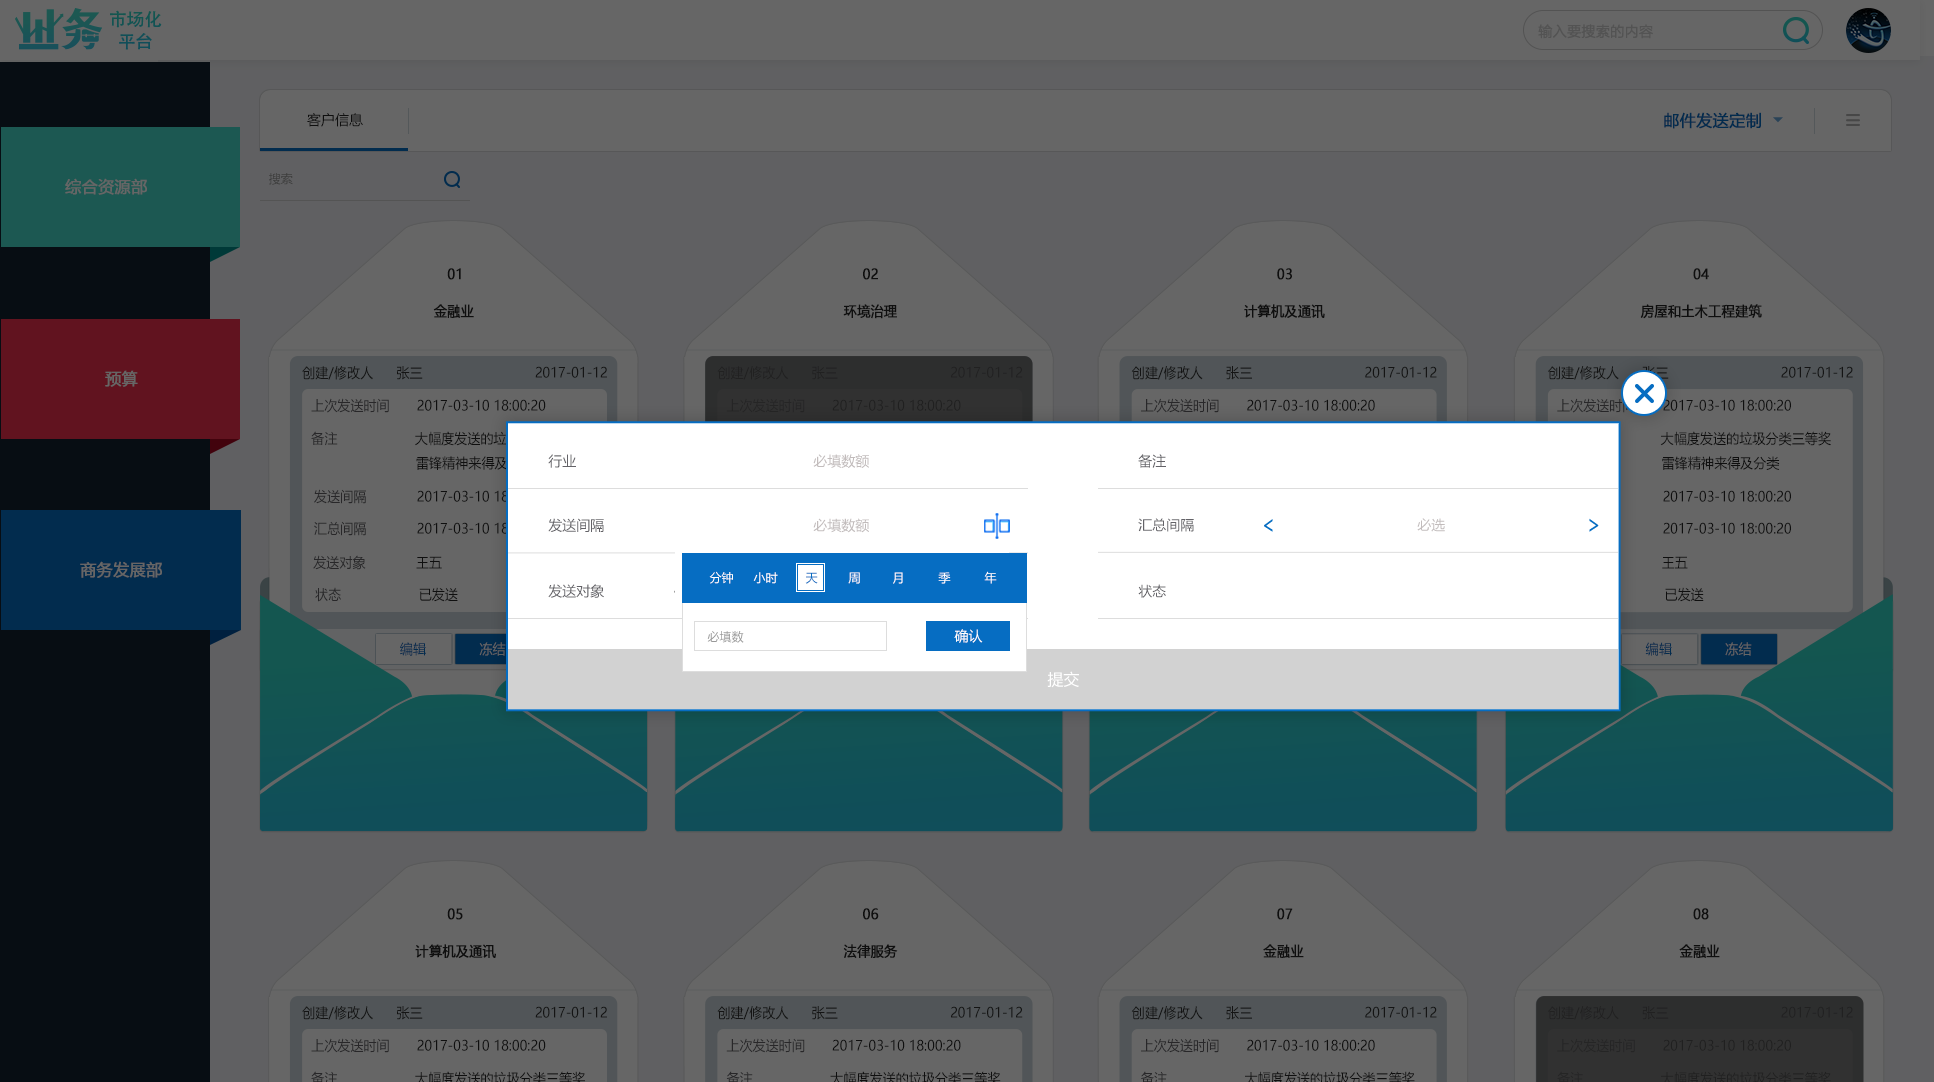 业务 市场化
平台
输入要搜索的内容
客户信息
邮件发送定制
搜索
综合资源部
预算
商务发展部
01
金融业
02
环境治理
03
计算机及通讯
04
房屋和土木工程建筑
创建/修改人 张三 2017-01-12
上次发送时间 2017-03-10 18:00:20
备注 大幅度发送的垃
雷锋精神来得及
发送间隔 2017-03-10 18
汇总间隔 2017-03-10 18
发送对象 王五
状态 已发送
编辑 冻结
创建/修改人 张三 2017-01-12
上次发送时间 2017-03-10 18:00:20
创建/修改人 张三 2017-01-12
上次发送时间 2017-03-10 18:00:20
创建/修改人 张三 2017-01-12
上次发送时间 2017-03-10 18:00:20
大幅度发送的垃圾分类三等奖
雷锋精神来得及分类
2017-03-10 18:00:20
2017-03-10 18:00:20
王五
已发送
编辑 冻结
行业 必填数额
备注
发送间隔 必填数额
汇总间隔 < 必选 >
发送对象
状态
分钟 小时 天 周 月 季 年
必填数 确认
提交
05
计算机及通讯
06
法律服务
07
金融业
08
金融业
创建/修改人 张三 2017-01-12
上次发送时间 2017-03-10 18:00:20
备注 大幅度发送的垃圾分类三等奖
创建/修改人 张三 2017-01-12
上次发送时间 2017-03-10 18:00:20
备注 大幅度发送的垃圾分类三等奖
创建/修改人 张三 2017-01-12
上次发送时间 2017-03-10 18:00:20
备注 大幅度发送的垃圾分类三等奖
创建/修改人 张三 2017-01-12
上次发送时间 2017-03-10 18:00:20
备注 大幅度发送的垃圾分类三等奖